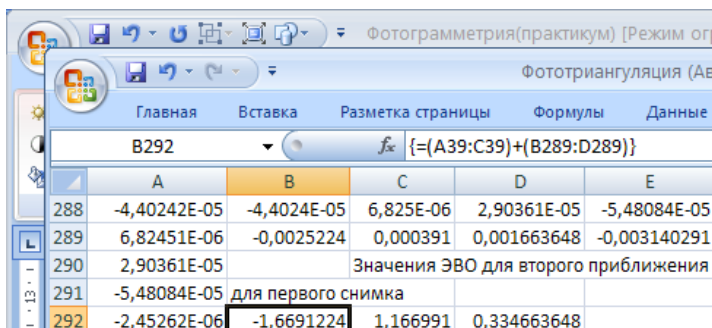 Фотограмметрия(практикум) [Режим ог
Фототриангуляция (Ав
Главная Вставка Разметка страницы Формулы Данные
B292 fx {=(A39:C39)+(B289:D289)}
A B C D E
288 -4,40242E-05 -4,4024E-05 6,825E-06 2,90361E-05 -5,48084E-05
289 6,82451E-06 -0,0025224 0,000391 0,001663648 -0,003140291
290 2,90361E-05 Значения ЭВО для второго приближения
291 -5,48084E-05 для первого снимка
292 -2,45262E-06 -1,6691224 1,166991 0,334663648
L
13